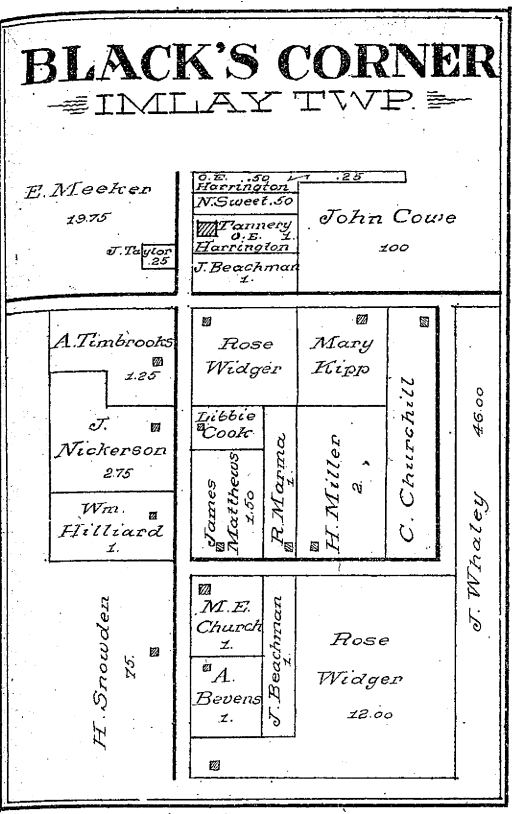 BLACK'S CORNER
IMLAY TWP.
E. Meeker
19.75
J. Taylor
.25
O.E. .50
Harrington
.25
N. Sweet .50
Tannery
O.E. 1.
Harrington
J. Beachman
1.
John Cowe
100
A. Timbrooks
1.25
J.
Nickerson
2.75
Wm.
Hilliard
1.
H. Snowden
75.
Rose
Widger
Mary
Kipp
C. Churchill
Libbie
Cook
James
Matthews
1.50
R. Marma
1.
H. Miller
2.
J. Whaley
46.00
M.E.
Church
1.
A.
Bevens
1.
J. Beachman
1.
Rose
Widger
12.00